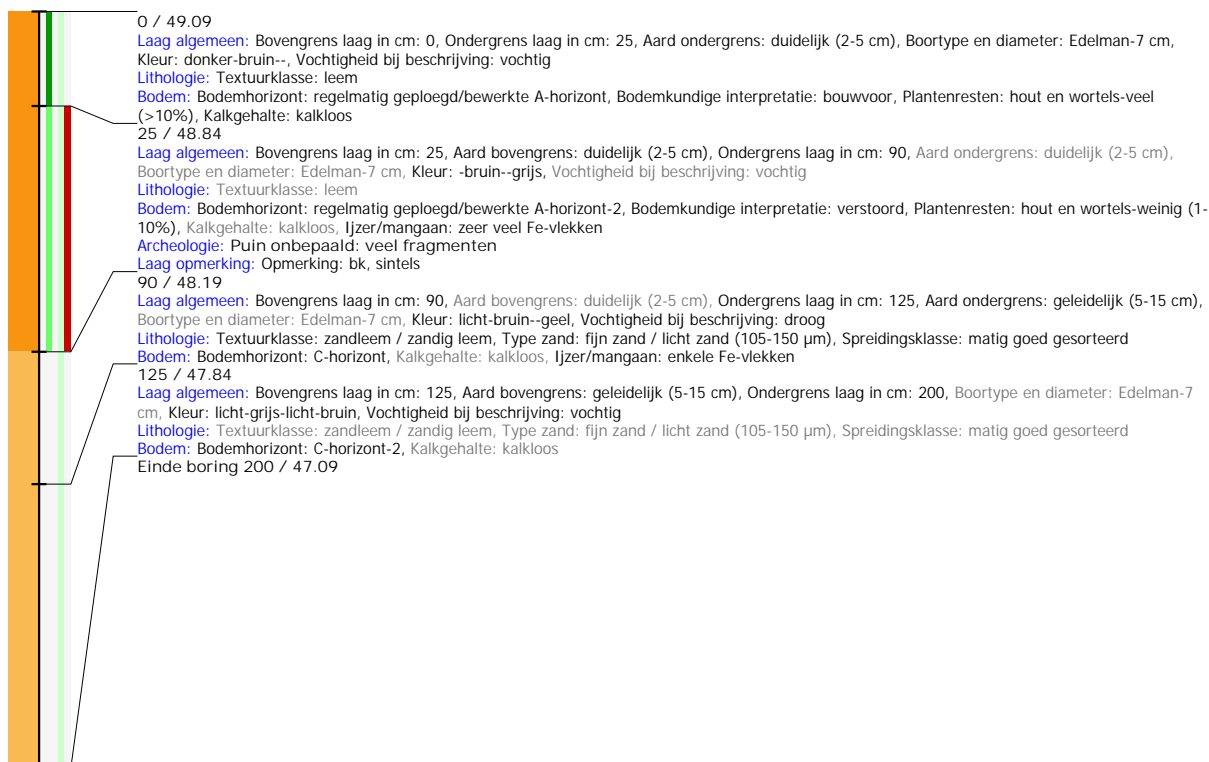 0 / 49.09
Laag algemeen: Bovengrens laag in cm: 0, Ondergrens laag in cm: 25, Aard ondergrens: duidelijk (2-5 cm), Boortype en diameter: Edelman-7 cm,
Kleur: donker-bruin--, Vochtigheid bij beschrijving: vochtig
Lithologie: Textuurklasse: leem
Bodem: Bodemhorizont: regelmatig geploegd/bewerkte A-horizont, Bodemkundige interpretatie: bouwvoor, Plantenresten: hout en wortels-veel
(>10%), Kalkgehalte: kalkloos
25 / 48.84
Laag algemeen: Bovengrens laag in cm: 25, Aard bovengrens: duidelijk (2-5 cm), Ondergrens laag in cm: 90, Aard ondergrens: duidelijk (2-5 cm),
Boortype en diameter: Edelman-7 cm, Kleur: -bruin--grijs, Vochtigheid bij beschrijving: vochtig
Lithologie: Textuurklasse: leem
Bodem: Bodemhorizont: regelmatig geploegd/bewerkte A-horizont-2, Bodemkundige interpretatie: verstoord, Plantenresten: hout en wortels-weinig (1-
10%), Kalkgehalte: kalkloos, Ijzer/mangaan: zeer veel Fe-vlekken
Archeologie: Puin onbepaald: veel fragmenten
Laag opmerking: Opmerking: bk, sintels
90 / 48.19
Laag algemeen: Bovengrens laag in cm: 90, Aard bovengrens: duidelijk (2-5 cm), Ondergrens laag in cm: 125, Aard ondergrens: geleidelijk (5-15 cm),
Boortype en diameter: Edelman-7 cm, Kleur: licht-bruin--geel, Vochtigheid bij beschrijving: droog
Lithologie: Textuurklasse: zandleem / zandig leem, Type zand: fijn zand / licht zand (105-150 µm), Spreidingsklasse: matig goed gesorteerd
Bodem: Bodemhorizont: C-horizont, Kalkgehalte: kalkloos, Ijzer/mangaan: enkele Fe-vlekken
125 / 47.84
Laag algemeen: Bovengrens laag in cm: 125, Aard bovengrens: geleidelijk (5-15 cm), Ondergrens laag in cm: 200, Boortype en diameter: Edelman-7
cm, Kleur: licht-grijs-licht-bruin, Vochtigheid bij beschrijving: vochtig
Lithologie: Textuurklasse: zandleem / zandig leem, Type zand: fijn zand / licht zand (105-150 µm), Spreidingsklasse: matig goed gesorteerd
Bodem: Bodemhorizont: C-horizont-2, Kalkgehalte: kalkloos
Einde boring 200 / 47.09